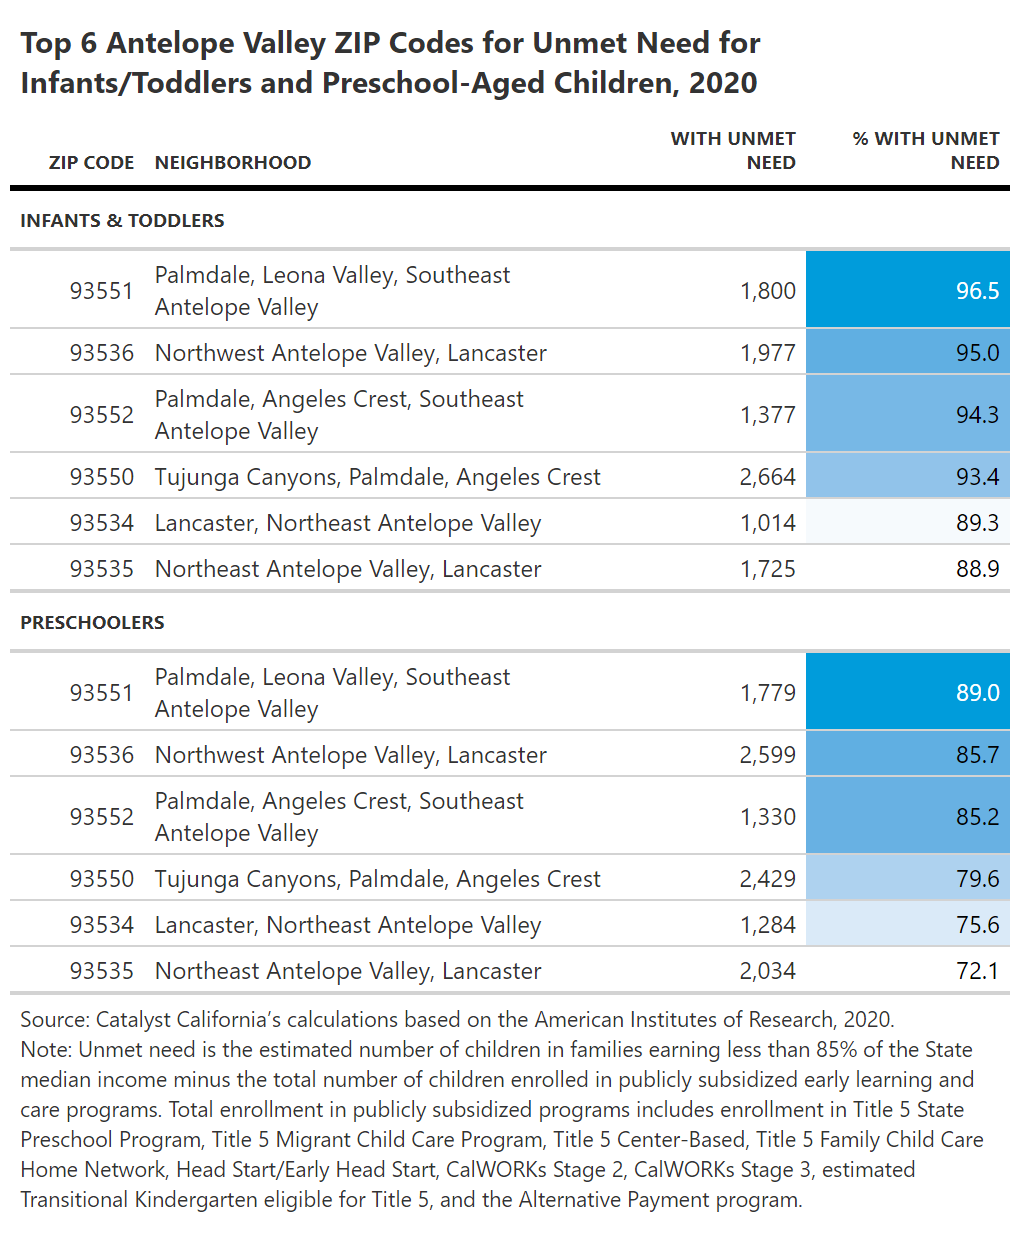 Top 6 Antelope Valley ZIP Codes for Unmet Need for
Infants/Toddlers and Preschool-Aged Children, 2020
ZIP CODE NEIGHBORHOOD WITH UNMET NEED % WITH UNMET NEED
INFANTS & TODDLERS
93551 Palmdale, Leona Valley, Southeast Antelope Valley 1,800 96.5
93536 Northwest Antelope Valley, Lancaster 1,977 95.0
93552 Palmdale, Angeles Crest, Southeast Antelope Valley 1,377 94.3
93550 Tujunga Canyons, Palmdale, Angeles Crest 2,664 93.4
93534 Lancaster, Northeast Antelope Valley 1,014 89.3
93535 Northeast Antelope Valley, Lancaster 1,725 88.9
PRESCHOOLERS
93551 Palmdale, Leona Valley, Southeast Antelope Valley 1,779 89.0
93536 Northwest Antelope Valley, Lancaster 2,599 85.7
93552 Palmdale, Angeles Crest, Southeast Antelope Valley 1,330 85.2
93550 Tujunga Canyons, Palmdale, Angeles Crest 2,429 79.6
93534 Lancaster, Northeast Antelope Valley 1,284 75.6
93535 Northeast Antelope Valley, Lancaster 2,034 72.1
Source: Catalyst California’s calculations based on the American Institutes of Research, 2020.
Note: Unmet need is the estimated number of children in families earning less than 85% of the State
median income minus the total number of children enrolled in publicly subsidized early learning and
care programs. Total enrollment in publicly subsidized programs includes enrollment in Title 5 State
Preschool Program, Title 5 Migrant Child Care Program, Title 5 Center-Based, Title 5 Family Child Care
Home Network, Head Start/Early Head Start, CalWORKs Stage 2, CalWORKs Stage 3, estimated
Transitional Kindergarten eligible for Title 5, and the Alternative Payment program.